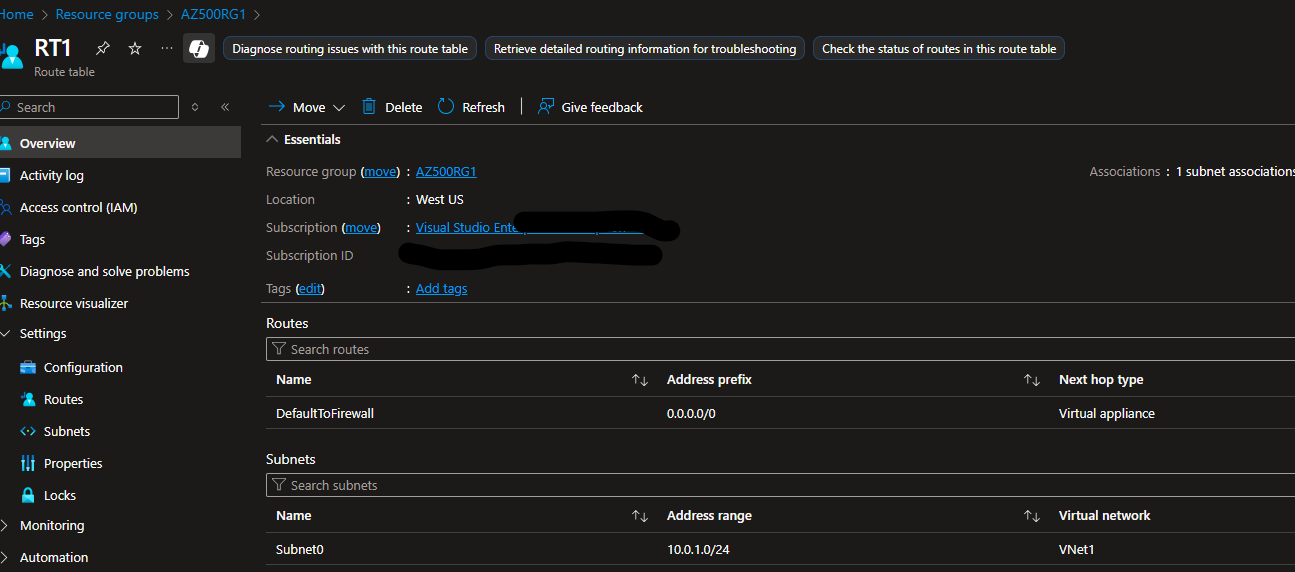 Home > Resource groups > AZ500RG1 >
RT1
Diagnose routing issues with this route table
Retrieve detailed routing information for troubleshooting
Check the status of routes in this route table
Route table
Search
Move
Delete
Refresh
Give feedback
Overview
Activity log
Access control (IAM)
Tags
Diagnose and solve problems
Resource visualizer
Settings
Configuration
Routes
Subnets
Properties
Locks
Monitoring
Automation
Essentials
Resource group (move) : AZ500RG1
Associations : 1 subnet associations
Location : West US
Subscription (move) : Visual Studio
Subscription ID
Tags (edit) : Add tags
Routes
Search routes
Name Address prefix Next hop type
DefaultToFirewall 0.0.0.0/0 Virtual appliance
Subnets
Search subnets
Name Address range Virtual network
Subnet0 10.0.1.0/24 VNet1